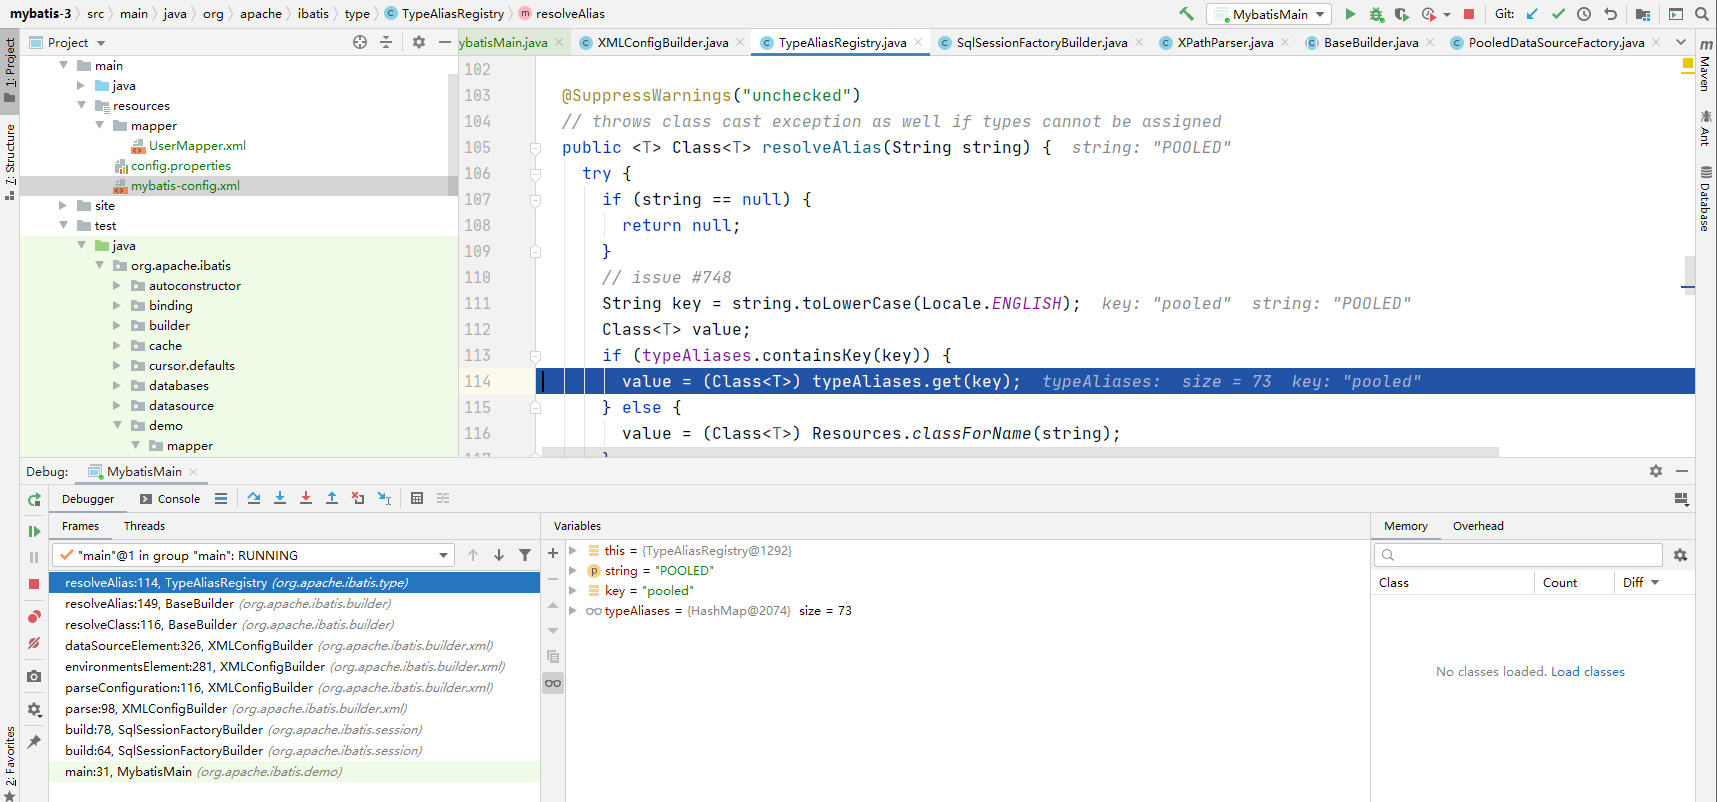 mybatis-3 〉 src 〉 main 〉 java 〉 org 〉 apache 〉 ibatis 〉 type 〉 TypeAliasRegistry 〉 resolveAlias
MybatisMain
Git:
Project
ybatisMain.java
XMLConfigBuilder.java
TypeAliasRegistry.java
SqlSessionFactoryBuilder.java
XPathParser.java
BaseBuilder.java
PooledDataSourceFactory.java
1: Project
7: Structure
2: Favorites
Maven
Ant
Database
main
java
resources
mapper
UserMapper.xml
config.properties
mybatis-config.xml
site
test
java
org.apache.ibatis
autoconstructor
binding
builder
cache
cursor.defaults
databases
datasource
demo
mapper
102
103 @SuppressWarnings("unchecked")
104 // throws class cast exception as well if types cannot be assigned
105 public <T> Class<T> resolveAlias(String string) { string: "POOLED"
106 try {
107 if (string == null) {
108 return null;
109 }
110 // issue #748
111 String key = string.toLowerCase(Locale.ENGLISH); key: "pooled" string: "POOLED"
112 Class<T> value;
113 if (typeAliases.containsKey(key)) {
114 value = (Class<T>) typeAliases.get(key); typeAliases: size = 73 key: "pooled"
115 } else {
116 value = (Class<T>) Resources.classForName(string);
117 }
Debug: MybatisMain
Debugger Console
Frames Threads
"main"@1 in group "main": RUNNING
resolveAlias:114, TypeAliasRegistry (org.apache.ibatis.type)
resolveAlias:149, BaseBuilder (org.apache.ibatis.builder)
resolveClass:116, BaseBuilder (org.apache.ibatis.builder)
dataSourceElement:326, XMLConfigBuilder (org.apache.ibatis.builder.xml)
environmentsElement:281, XMLConfigBuilder (org.apache.ibatis.builder.xml)
parseConfiguration:116, XMLConfigBuilder (org.apache.ibatis.builder.xml)
parse:98, XMLConfigBuilder (org.apache.ibatis.builder.xml)
build:78, SqlSessionFactoryBuilder (org.apache.ibatis.session)
build:64, SqlSessionFactoryBuilder (org.apache.ibatis.session)
main:31, MybatisMain (org.apache.ibatis.demo)
Variables
this = {TypeAliasRegistry@1292}
string = "POOLED"
key = "pooled"
typeAliases = {HashMap@2074} size = 73
Memory Overhead
Class Count Diff
No classes loaded. Load classes